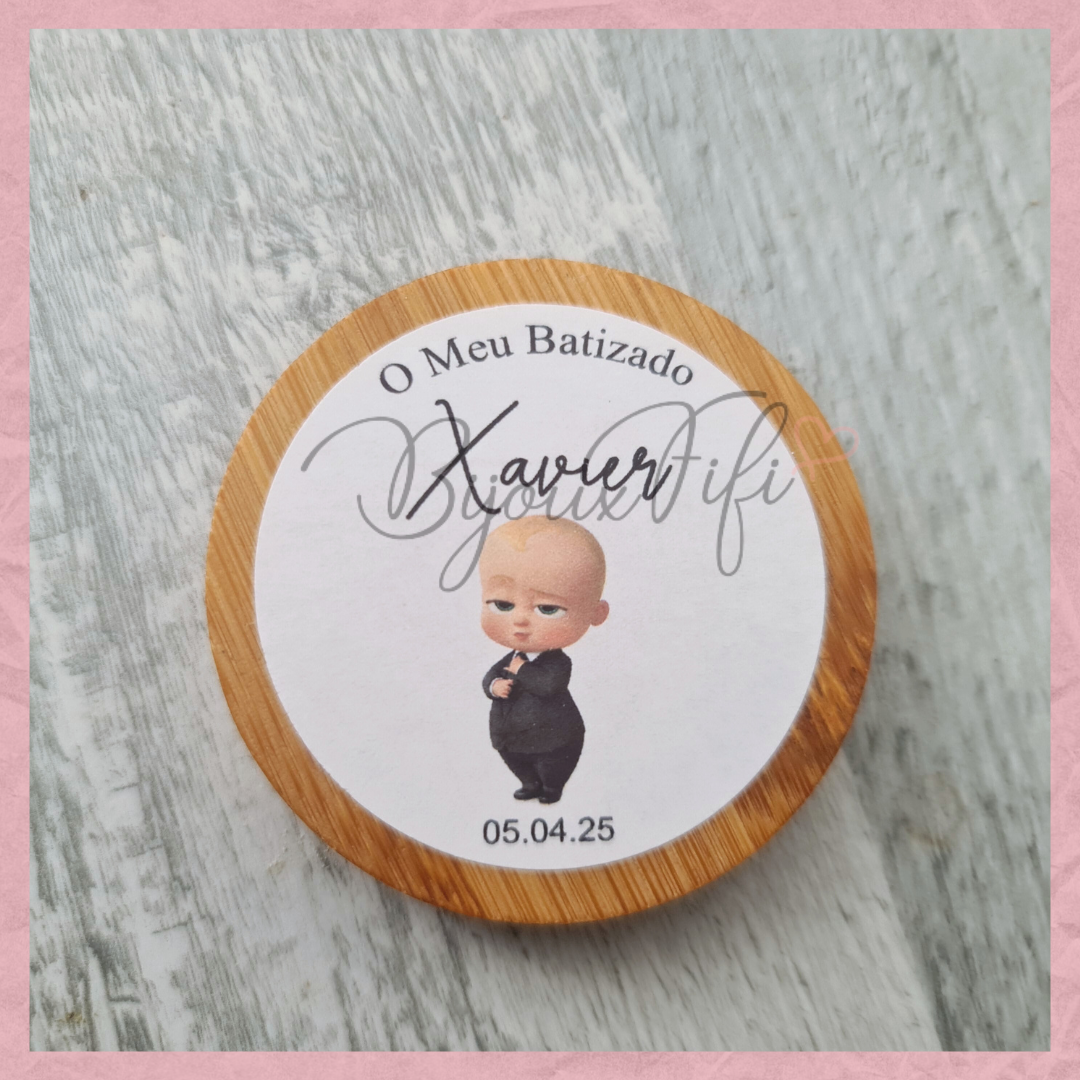 O Meu Batizado
Xavier
BijouxFifi
05.04.25